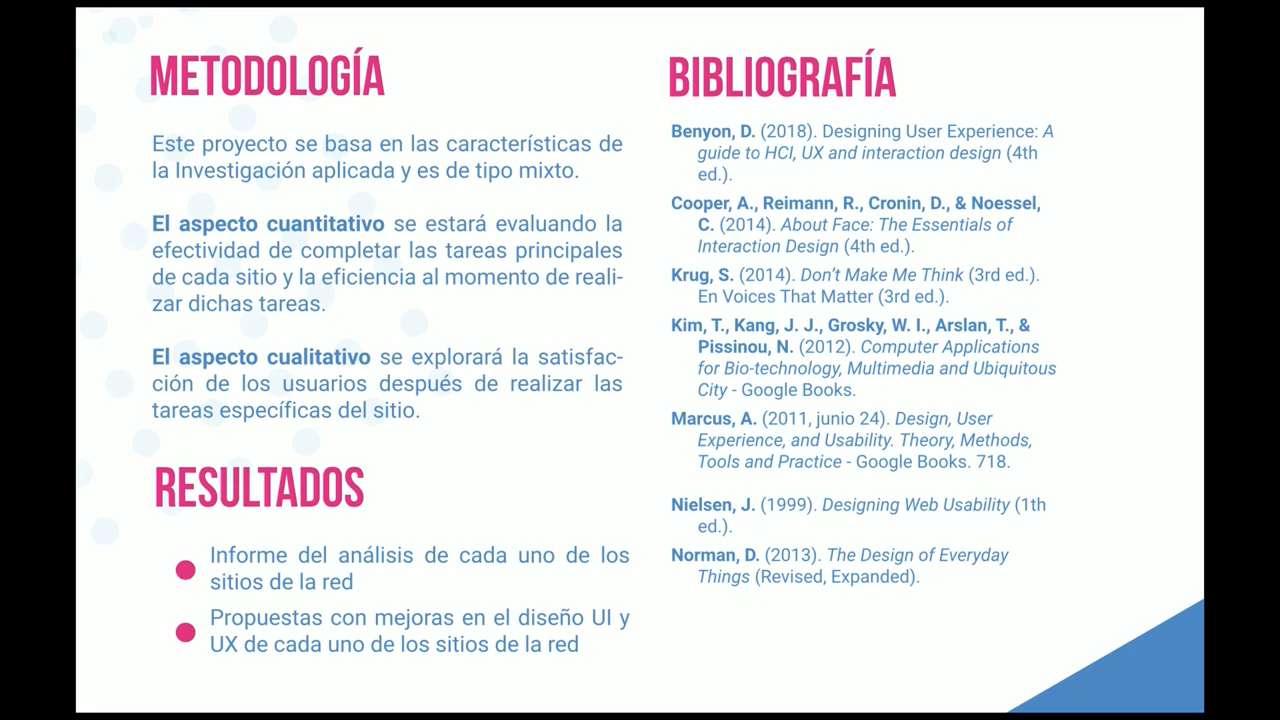 METODOLOGÍA
Este proyecto se basa en las características de
la Investigación aplicada y es de tipo mixto.
El aspecto cuantitativo se estará evaluando la
efectividad de completar las tareas principales
de cada sitio y la eficiencia al momento de reali-
zar dichas tareas.
El aspecto cualitativo se explorará la satisfac-
ción de los usuarios después de realizar las
tareas específicas del sitio.
RESULTADOS
Informe del análisis de cada uno de los
sitios de la red
Propuestas con mejoras en el diseño UI y
UX de cada uno de los sitios de la red
BIBLIOGRAFÍA
Benyon, D. (2018). Designing User Experience: A
guide to HCI, UX and interaction design (4th
ed.).
Cooper, A., Reimann, R., Cronin, D., & Noessel,
C. (2014). About Face: The Essentials of
Interaction Design (4th ed.).
Krug, S. (2014). Don’t Make Me Think (3rd ed.).
En Voices That Matter (3rd ed.).
Kim, T., Kang, J. J., Grosky, W. I., Arslan, T., &
Pissinou, N. (2012). Computer Applications
for Bio-technology, Multimedia and Ubiquitous
City - Google Books.
Marcus, A. (2011, junio 24). Design, User
Experience, and Usability. Theory, Methods,
Tools and Practice - Google Books. 718.
Nielsen, J. (1999). Designing Web Usability (1th
ed.).
Norman, D. (2013). The Design of Everyday
Things (Revised, Expanded).